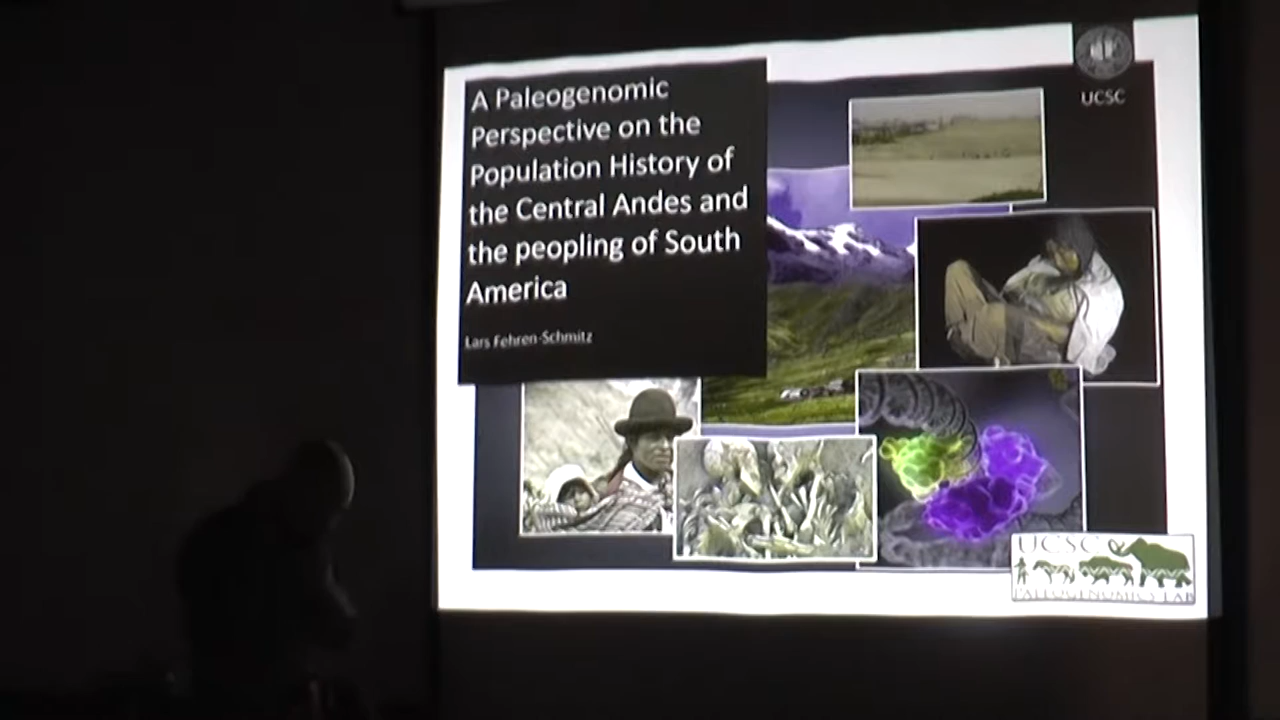 A Paleogenomic
Perspective on the
Population History of
the Central Andes and
the peopling of South
America
Lars Fehren-Schmitz
UCSC
UCSC
PALEOGENOMICS LAB